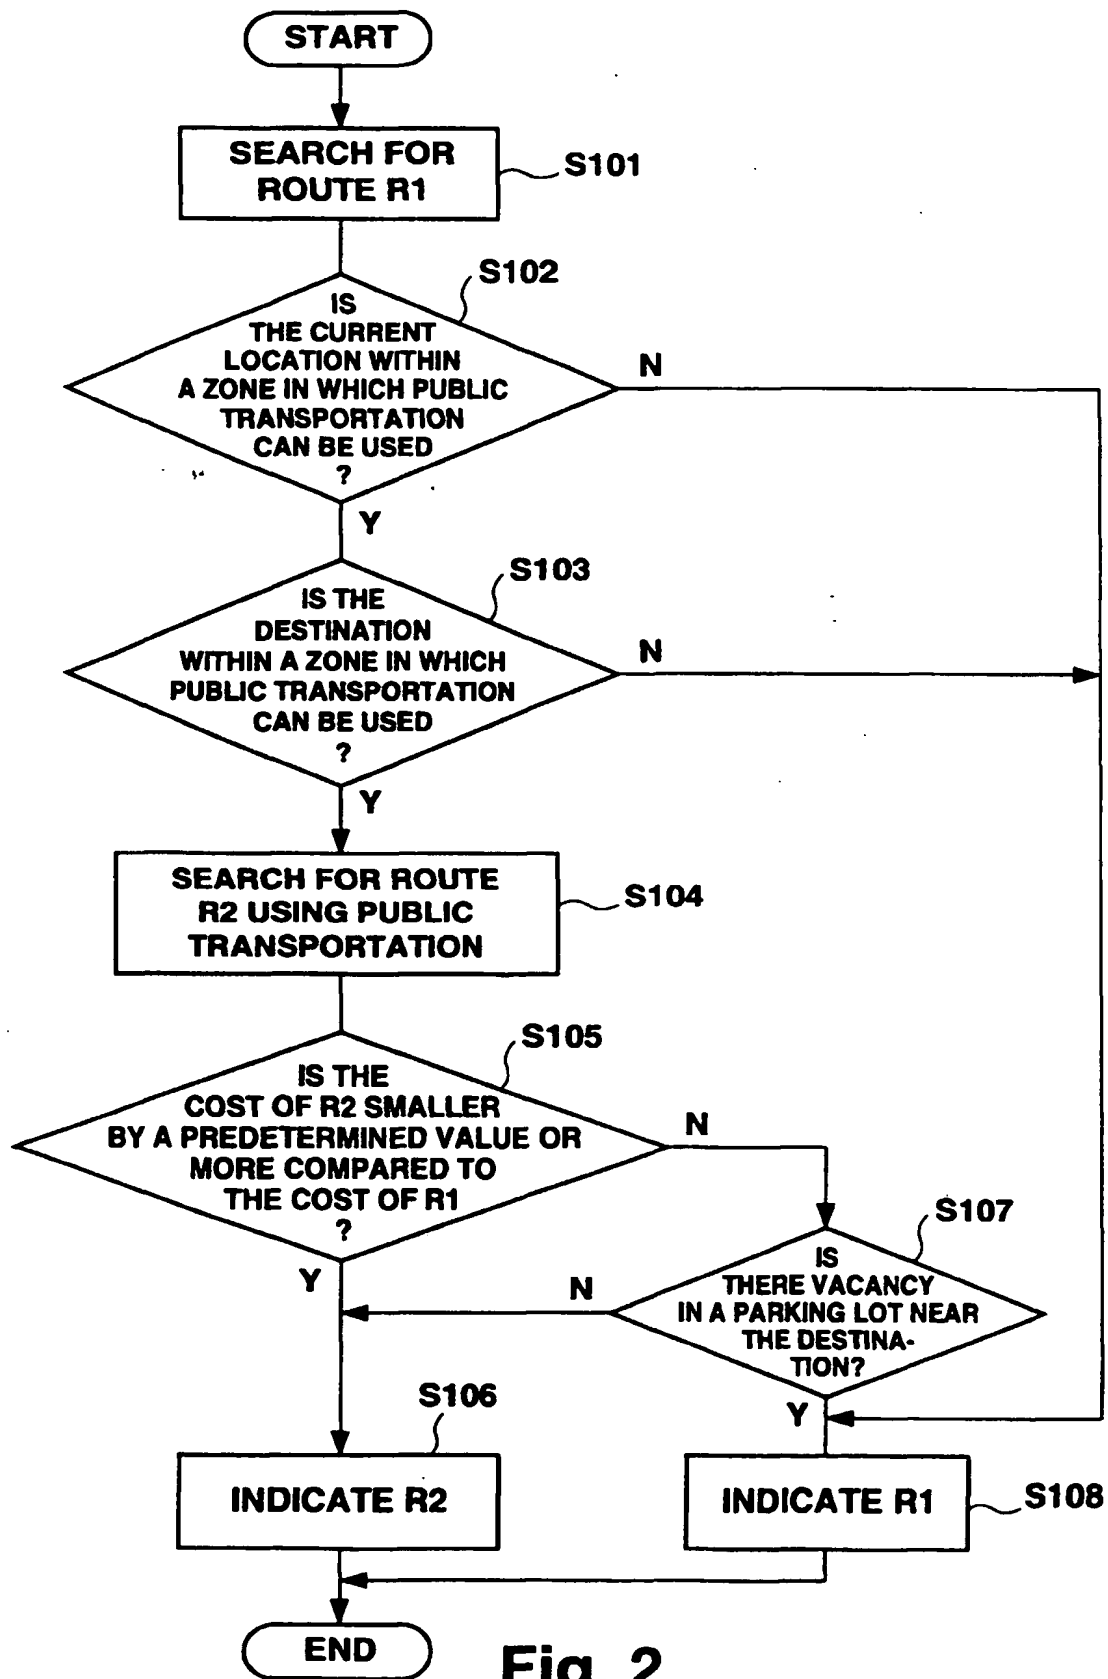 START
SEARCH FOR
ROUTE R1
S101
S102
IS
THE CURRENT
LOCATION WITHIN
A ZONE IN WHICH PUBLIC
TRANSPORTATION
CAN BE USED
?
N
Y
S103
IS THE
DESTINATION
WITHIN A ZONE IN WHICH
PUBLIC TRANSPORTATION
CAN BE USED
?
N
Y
SEARCH FOR ROUTE
R2 USING PUBLIC
TRANSPORTATION
S104
S105
IS THE
COST OF R2 SMALLER
BY A PREDETERMINED VALUE OR
MORE COMPARED TO
THE COST OF R1
?
N
Y
S107
IS
THERE VACANCY
IN A PARKING LOT NEAR
THE DESTINA-
TION?
N
Y
S106
INDICATE R2
INDICATE R1
S108
END
Fig. 2